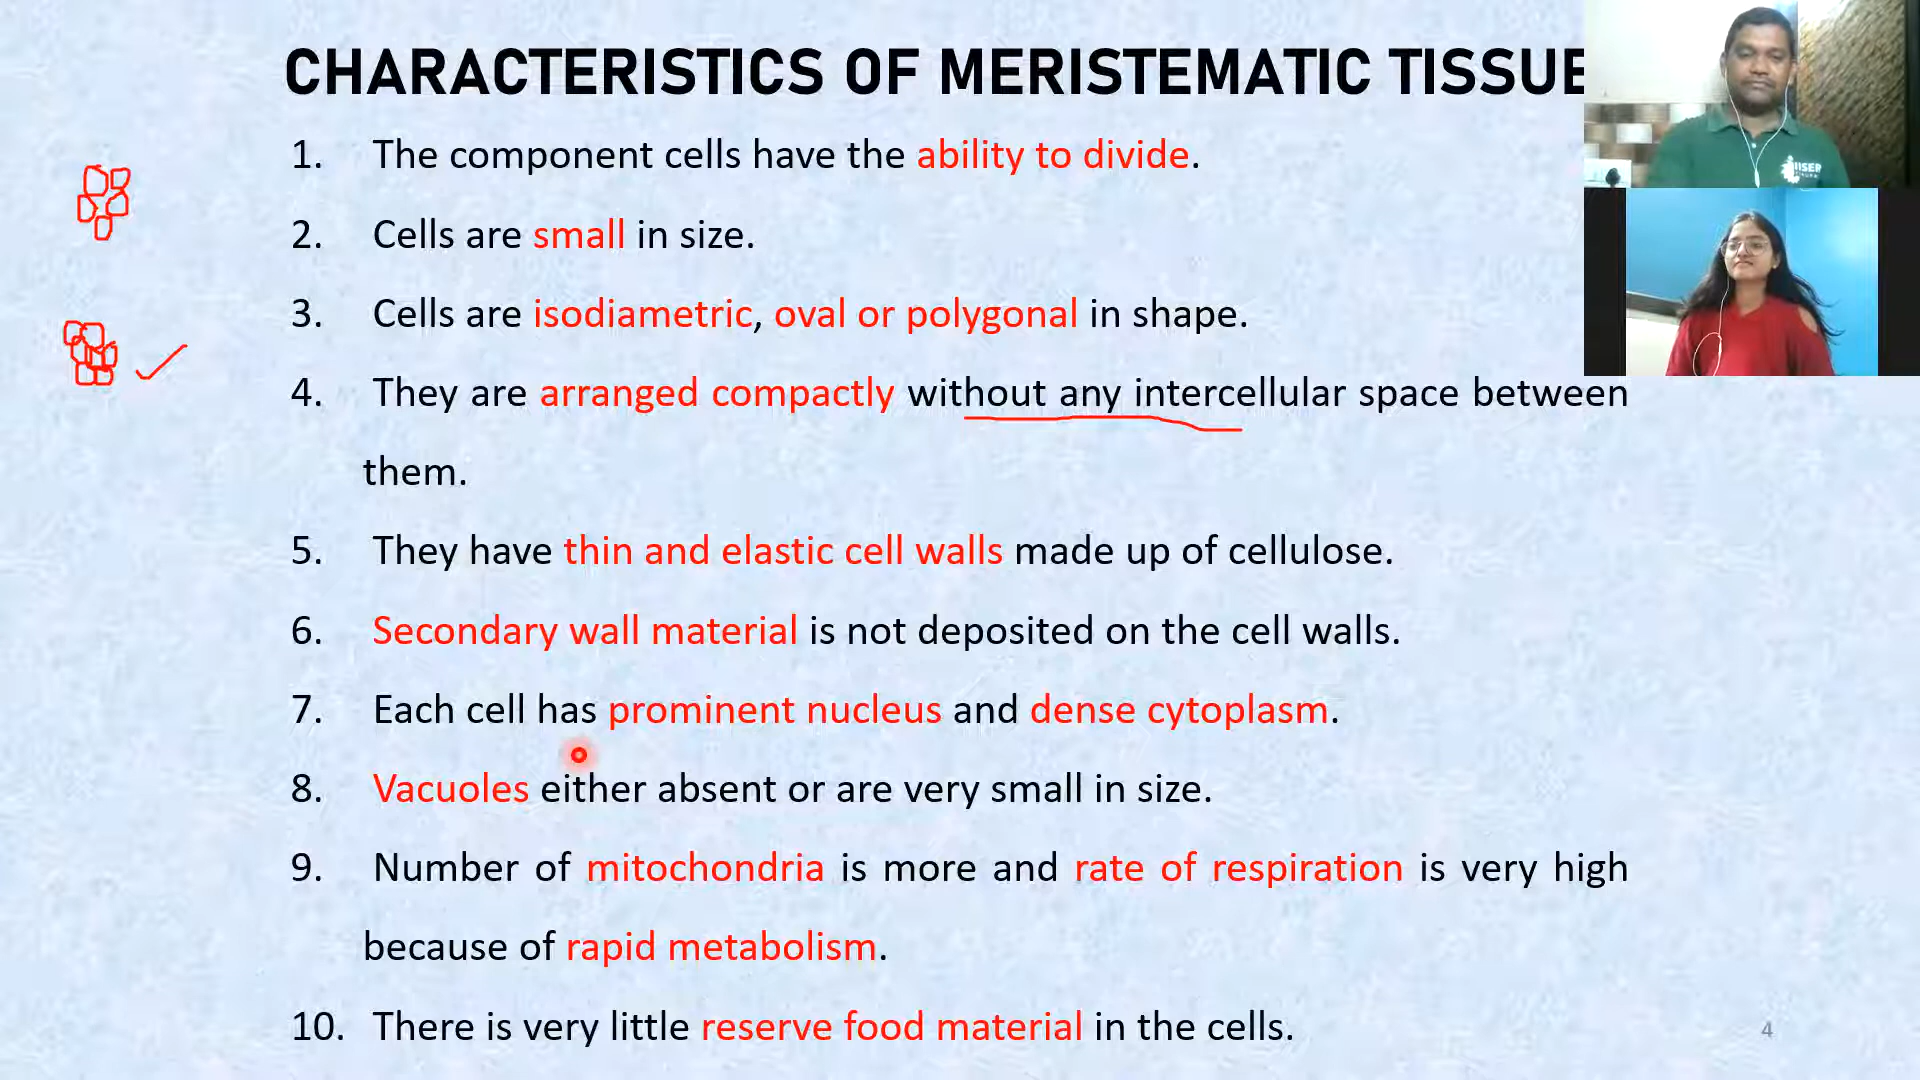 CHARACTERISTICS OF MERISTEMATIC TISSUE
1. The component cells have the ability to divide.
2. Cells are small in size.
3. Cells are isodiametric, oval or polygonal in shape.
4. They are arranged compactly without any intercellular space between
them.
5. They have thin and elastic cell walls made up of cellulose.
6. Secondary wall material is not deposited on the cell walls.
7. Each cell has prominent nucleus and dense cytoplasm.
8. Vacuoles either absent or are very small in size.
9. Number of mitochondria is more and rate of respiration is very high
because of rapid metabolism.
10. There is very little reserve food material in the cells.
4
IISER